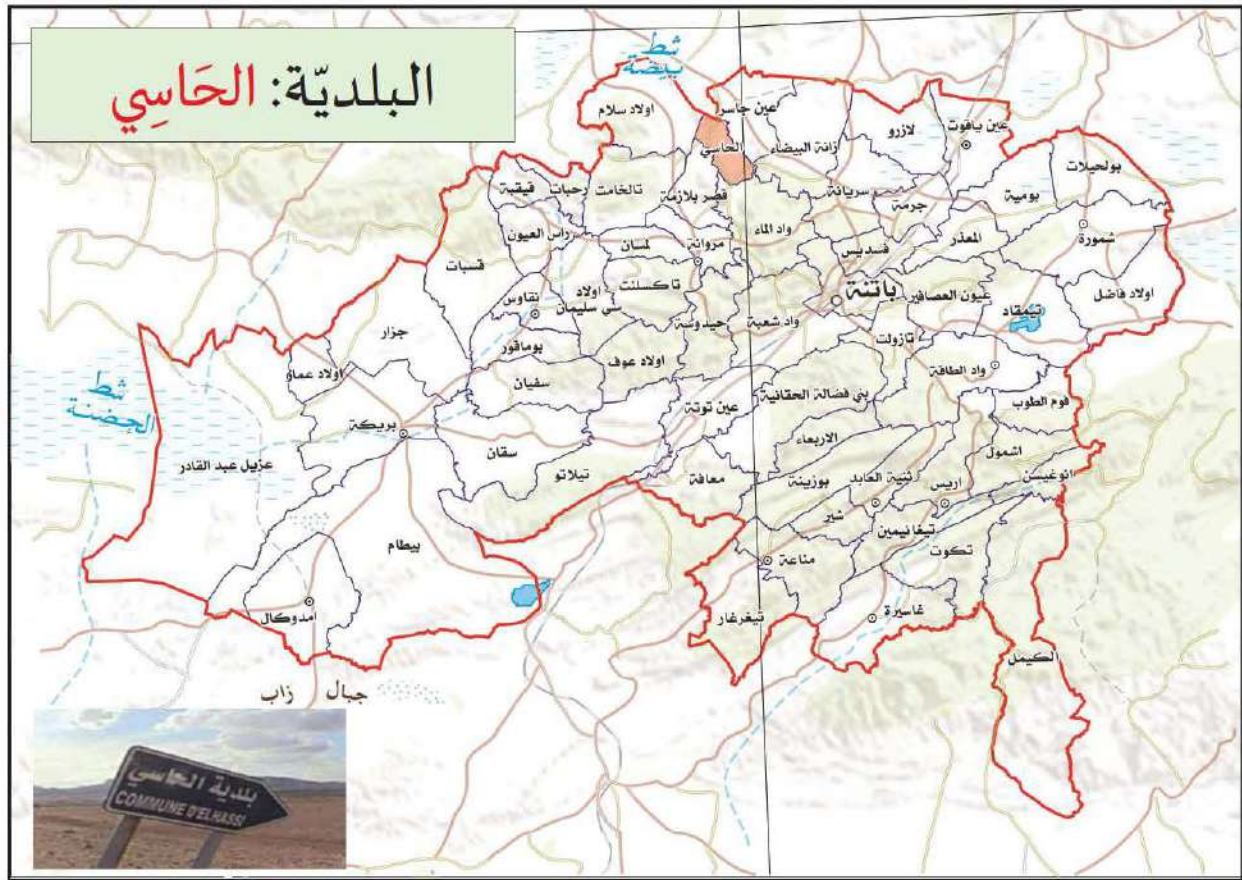 البلديّة: الحَاسِي
شط
بيضة
اولاد سلام
عين جاسر
الحاسي
زانة البيضاء
لازرو
عين ياقوت
بولحيلات
قيقبة
رحبات
تالخامت
قصر بلازمة
سريانة
جرمة
بومية
شمورة
راس العيون
لمسان
مروانة
واد الماء
فسديس
المعذر
قسبات
نقاوس
اولاد
سي سليمان
تاكسلنت
حيدوسة
واد شعبة
باتنة
عيون العصافير
تيمقاد
اولاد فاضل
جزار
بوماقور
اولاد عوف
تازولت
واد الطاقة
اولاد عمار
سفيان
عين توتة
بني فضالة الحقانية
فوم الطوب
شط
الحضنة
بريكة
سقان
الاربعاء
اشمول
عزيل عبد القادر
تيلاتو
معافة
بوزينة
ثنية العابد
اريس
انوغيسن
بيطام
شير
تيغانيمين
تكوت
مناعة
امدوكال
تيغرغار
غاسيرة
الكيمل
جبال زاب
بلدية الحاسي
COMMUNE D'ELHASSI